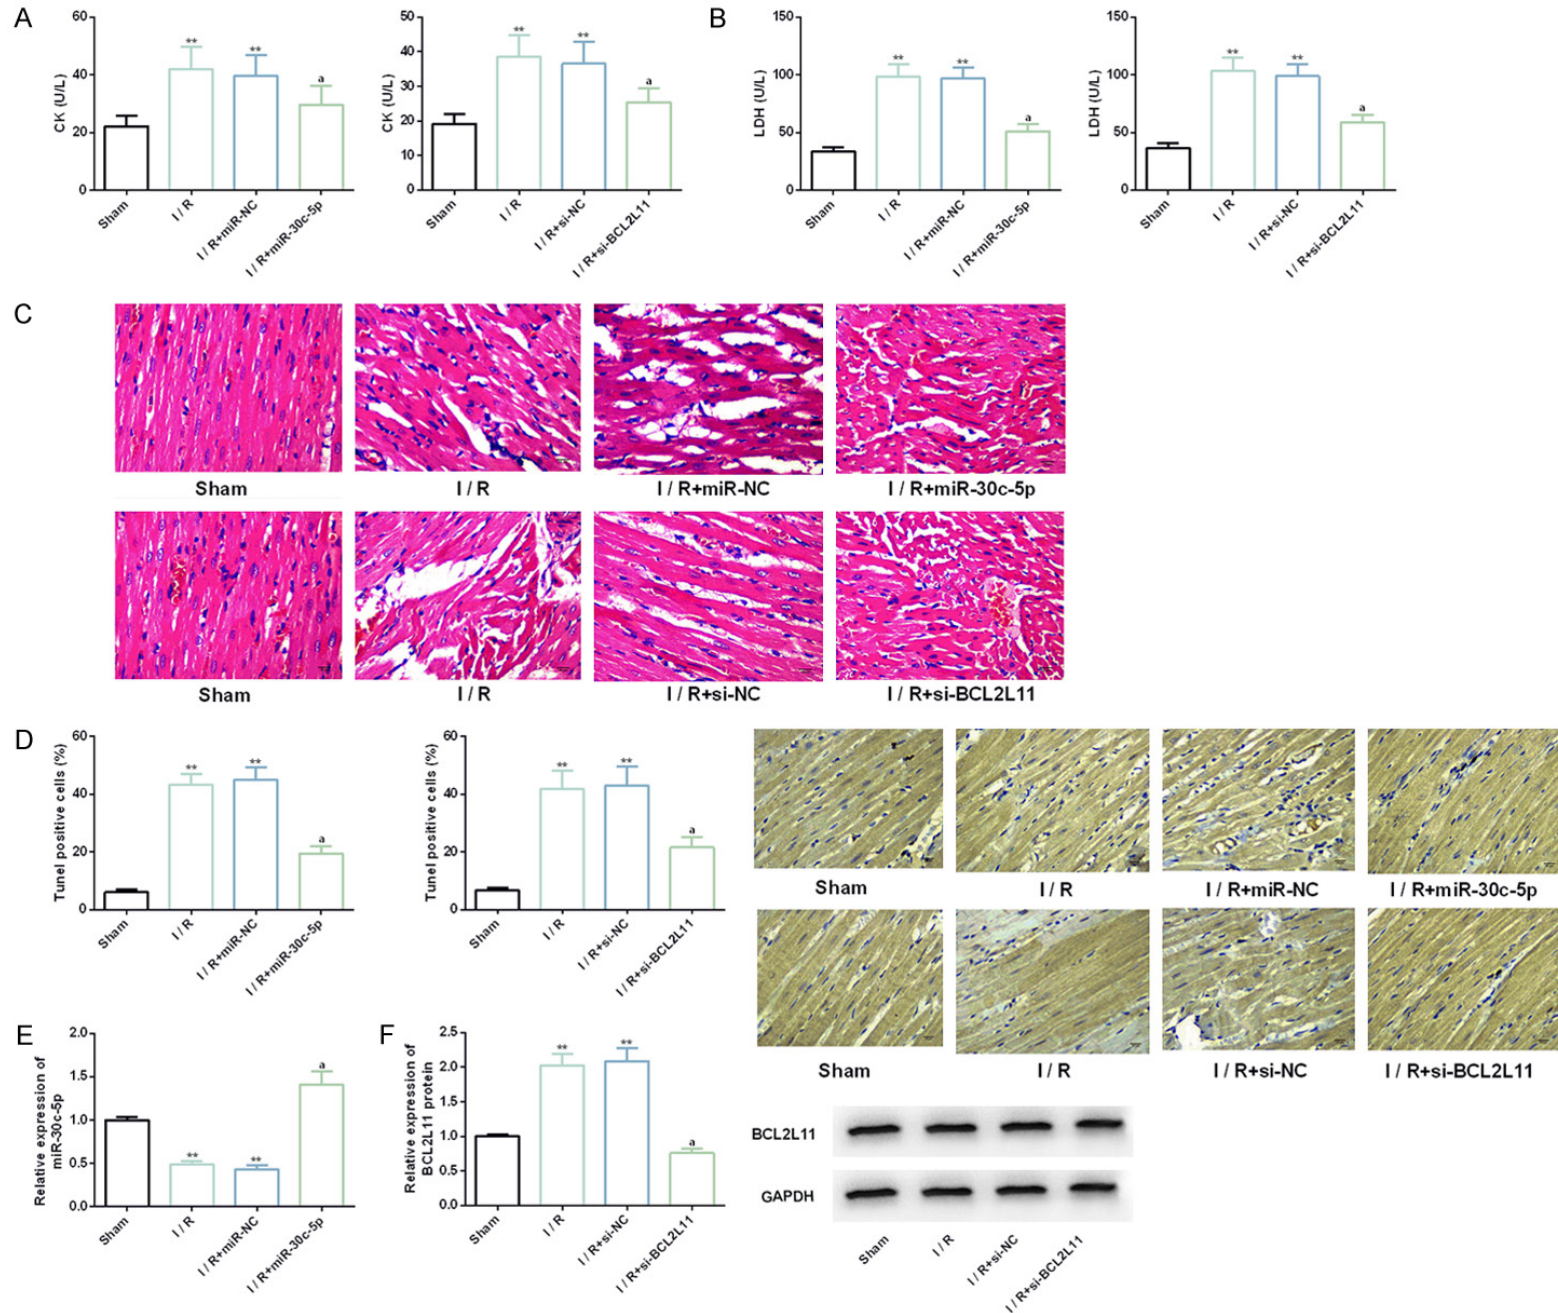 A
CK (U/L)
60
40
20
0
**
**
a
Sham
I / R
I / R+miR-NC
I / R+miR-30c-5p
CK (U/L)
50
40
30
20
10
0
**
**
a
Sham
I / R
I / R+si-NC
I / R+si-BCL2L11
B
LDH (U/L)
150
100
50
0
**
**
a
Sham
I / R
I / R+miR-NC
I / R+miR-30c-5p
LDH (U/L)
150
100
50
0
**
**
a
Sham
I / R
I / R+si-NC
I / R+si-BCL2L11
C
Sham
I / R
I / R+miR-NC
I / R+miR-30c-5p
Sham
I / R
I / R+si-NC
I / R+si-BCL2L11
D
Tunel positive cells (%)
60
40
20
0
**
**
a
Sham
I / R
I / R+miR-NC
I / R+miR-30c-5p
Tunel positive cells (%)
60
40
20
0
**
**
a
Sham
I / R
I / R+si-NC
I / R+si-BCL2L11
Sham
I / R
I / R+miR-NC
I / R+miR-30c-5p
Sham
I / R
I / R+si-NC
I / R+si-BCL2L11
E
Relative expression of
miR-30c-5p
2.0
1.5
1.0
0.5
0.0
**
**
a
Sham
I / R
I / R+miR-NC
I / R+miR-30c-5p
F
Relative expression of
BCL2L11 protein
2.5
2.0
1.5
1.0
0.5
0.0
**
**
a
Sham
I / R
I / R+si-NC
I / R+si-BCL2L11
BCL2L11
GAPDH
Sham
I / R
I / R+si-NC
I / R+si-BCL2L11